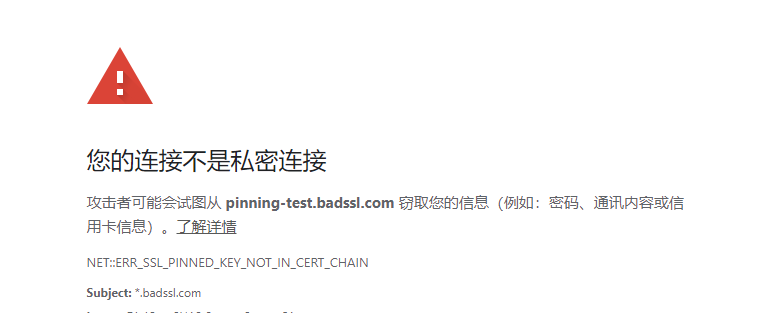 您的连接不是私密连接
攻击者可能会试图从 pinning-test.badssl.com 窃取您的信息（例如：密码、通讯内容或信
用卡信息）。了解详情
NET::ERR_SSL_PINNED_KEY_NOT_IN_CERT_CHAIN
Subject: *.badssl.com